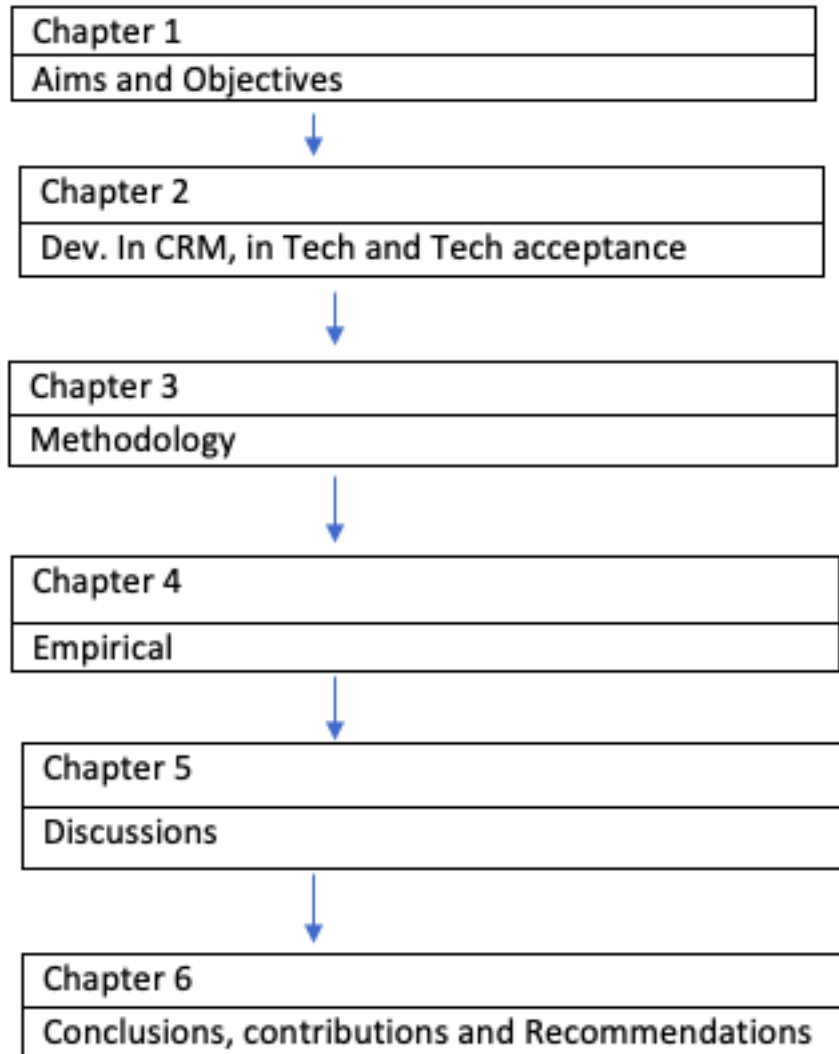 Chapter 1
Aims and Objectives
Chapter 2
Dev. In CRM, in Tech and Tech acceptance
Chapter 3
Methodology
Chapter 4
Empirical
Chapter 5
Discussions
Chapter 6
Conclusions, contributions and Recommendations